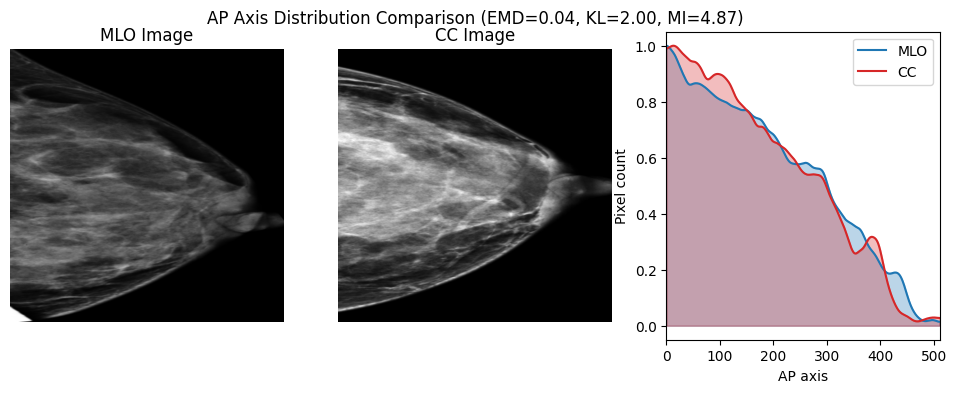 AP Axis Distribution Comparison (EMD=0.04, KL=2.00, MI=4.87)
MLO Image
CC Image
MLO
CC
Pixel count
1.0
0.8
0.6
0.4
0.2
0.0
0 100 200 300 400 500
AP axis